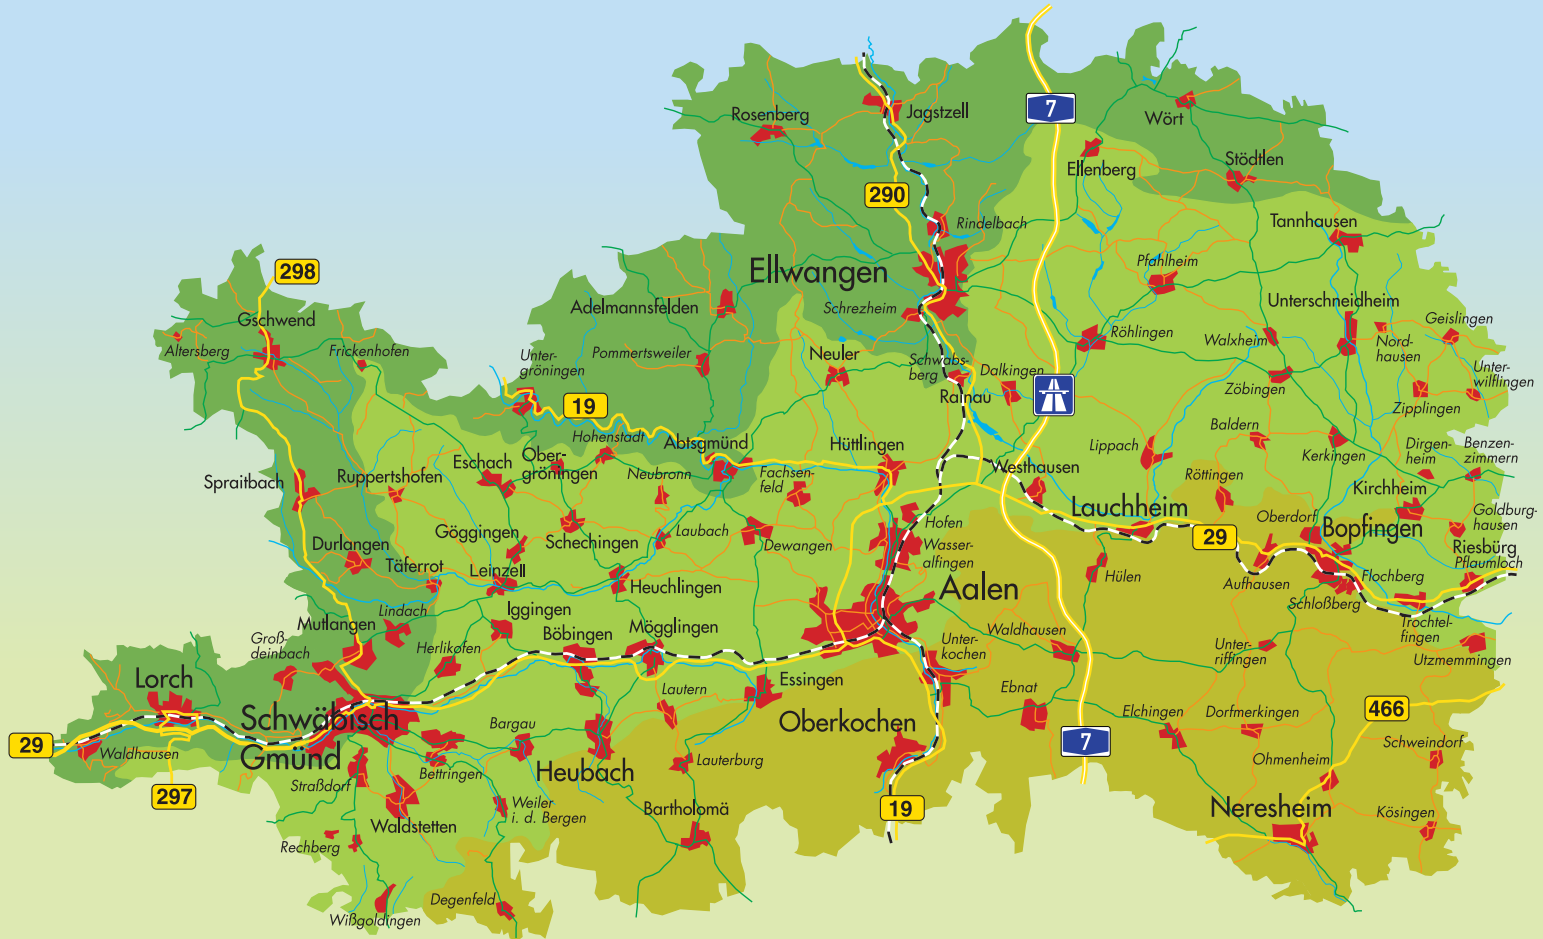 7
Jagstzell
Rosenberg
Wört
Stödtlen
Ellenberg
290
Rindelbach
Tannhausen
298
Ellwangen
Pfahlheim
Adelmannsfelden
Schrezheim
Unterschneidheim
Gschwend
Geislingen
Altersberg
Frickenhofen
Unter-
gröningen
Pommertsweiler
Neuler
Schwabs-
berg
Dalkingen
Röhlingen
Walxheim
Nord-
hausen
Unter-
wilflingen
Rainau
Zöbingen
Zipplingen
19
Hohenstadt
Abtsgmünd
Hüttlingen
Baldern
Lippach
Kerkingen
Dirgen-
heim
Benzen-
zimmern
Spraitbach
Ruppertshofen
Eschach
Ober-
gröningen
Neubronn
Fachsen-
feld
Westhausen
Röttingen
Kirchheim
Lauchheim
Oberdorf
Bopfingen
Goldburg-
hausen
Göggingen
Schechingen
Laubach
Dewangen
Hofen
Wasser-
alfingen
29
Riesbürg
Pflaumloch
Durlangen
Täferrot
Leinzell
Heuchlingen
Aalen
Hülen
Aufhausen
Schloßberg
Flochberg
Trochtel-
fingen
Lindach
Mutlangen
Iggingen
Böbingen
Mögglingen
Waldhausen
Groß-
deinbach
Herlikofen
Unter-
kochen
Unter-
riffingen
Utzmemmingen
Lorch
Essingen
Lautern
Ebnat
Schwäbisch
Gmünd
Bargau
Oberkochen
Elchingen
Dorfmerkingen
466
29
Waldhausen
7
Schweindorf
297
Straßdorf
Bettringen
Heubach
Lauterburg
Ohmenheim
Weiler
i. d. Bergen
Bartholomä
19
Neresheim
Kösingen
Waldstetten
Rechberg
Degenfeld
Wißgoldingen